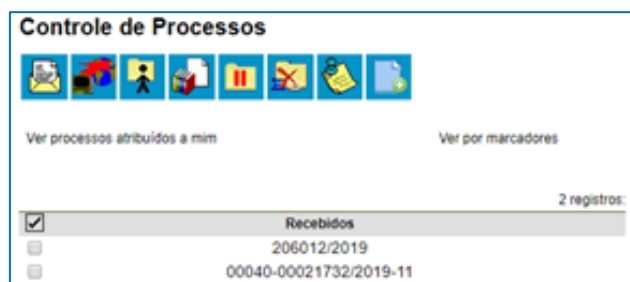 Controle de Processos
Ver processos atribuídos a mim
Ver por marcadores
2 registros:
Recebidos
206012/2019
00040-00021732/2019-11